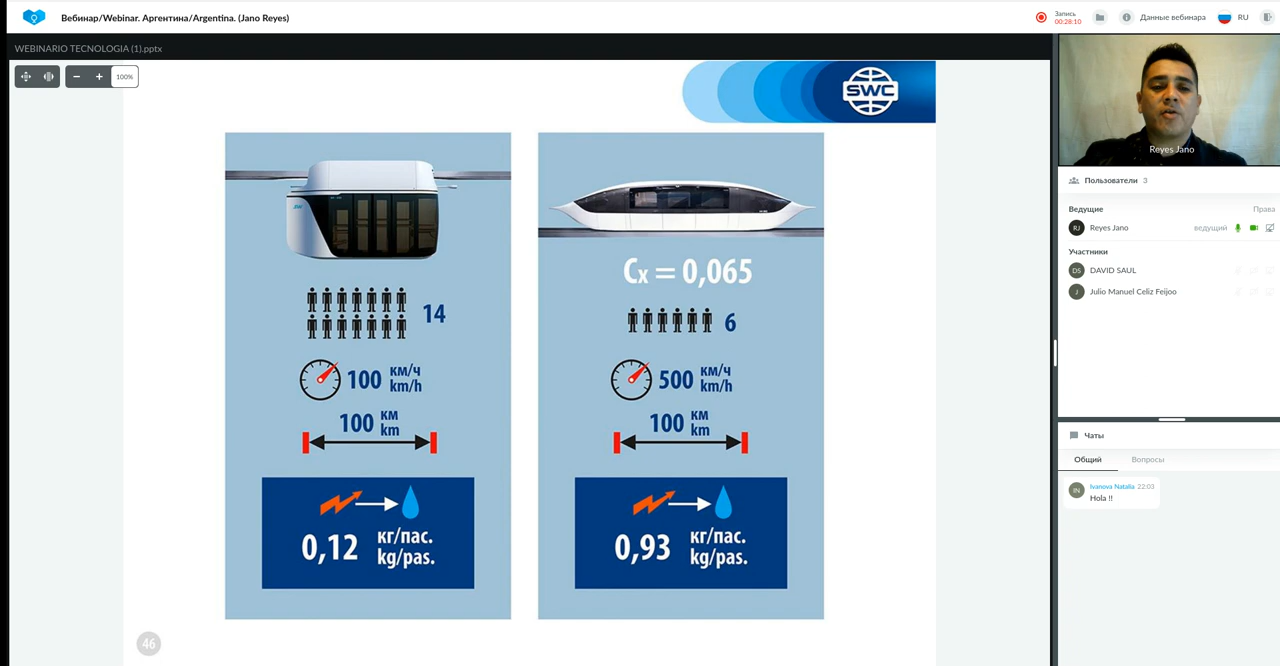 Вебинар/Webinar. Аргентина/Argentina. (Jano Reyes)
Запись
00:28:10
Данные вебинара
RU
WEBINARIO TECNOLOGIA (1).pptx
100%
SWC
14
100 км/ч km/h
100 км km
0,12 кг/пас. kg/pas.
Cx = 0,065
6
500 км/ч km/h
100 км km
0,93 кг/пас. kg/pas.
46
Reyes Jano
Пользователи 3
Ведущие Права
RJ Reyes Jano ведущий
Участники
DS DAVID SAUL
J Julio Manuel Celiz Feijoo
Чаты
Общий Вопросы
IN Ivanova Natalia 22:03
Hola !!